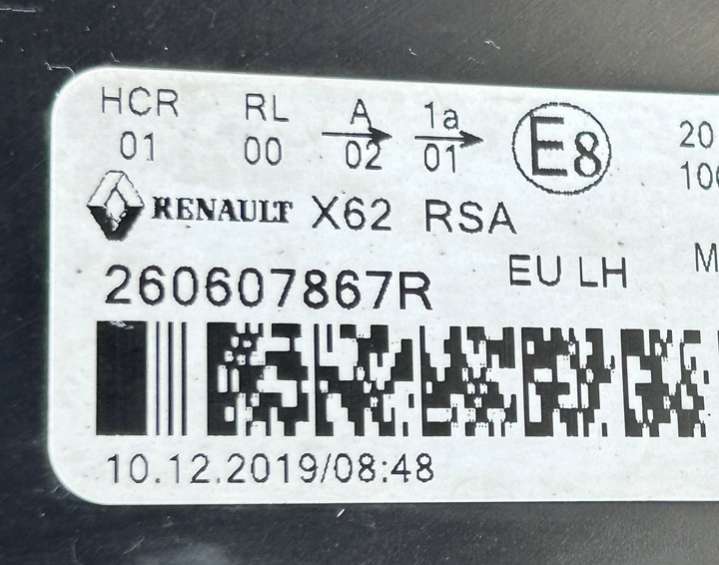 HCR RL A 1a
01 00 02 01 E8 20
10
RENAULT X62 RSA
260607867R EU LH M
10.12.2019/08:48